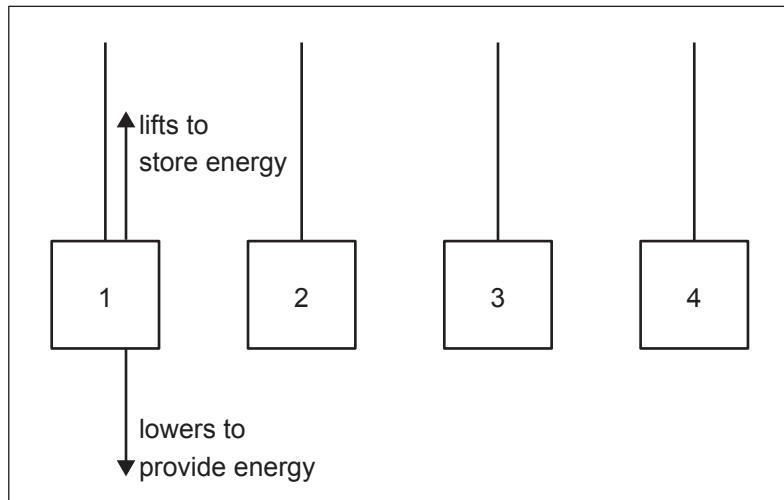 lifts to
store energy
1
2
3
4
lowers to
provide energy